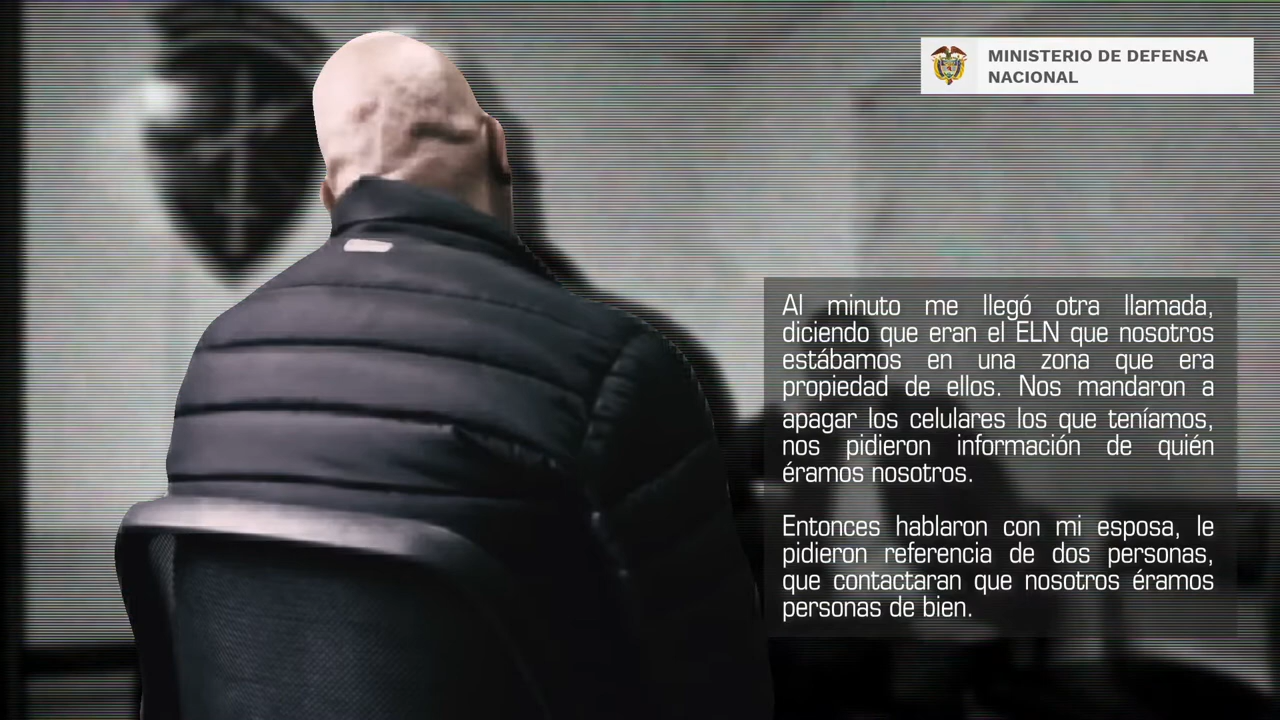 MINISTERIO DE DEFENSA
NACIONAL
Al minuto me llegó otra llamada,
diciendo que eran el ELN que nosotros
estábamos en una zona que era
propiedad de ellos. Nos mandaron a
apagar los celulares los que teníamos,
nos pidieron información de quién
éramos nosotros.
Entonces hablaron con mi esposa, le
pidieron referencia de dos personas,
que contactaran que nosotros éramos
personas de bien.